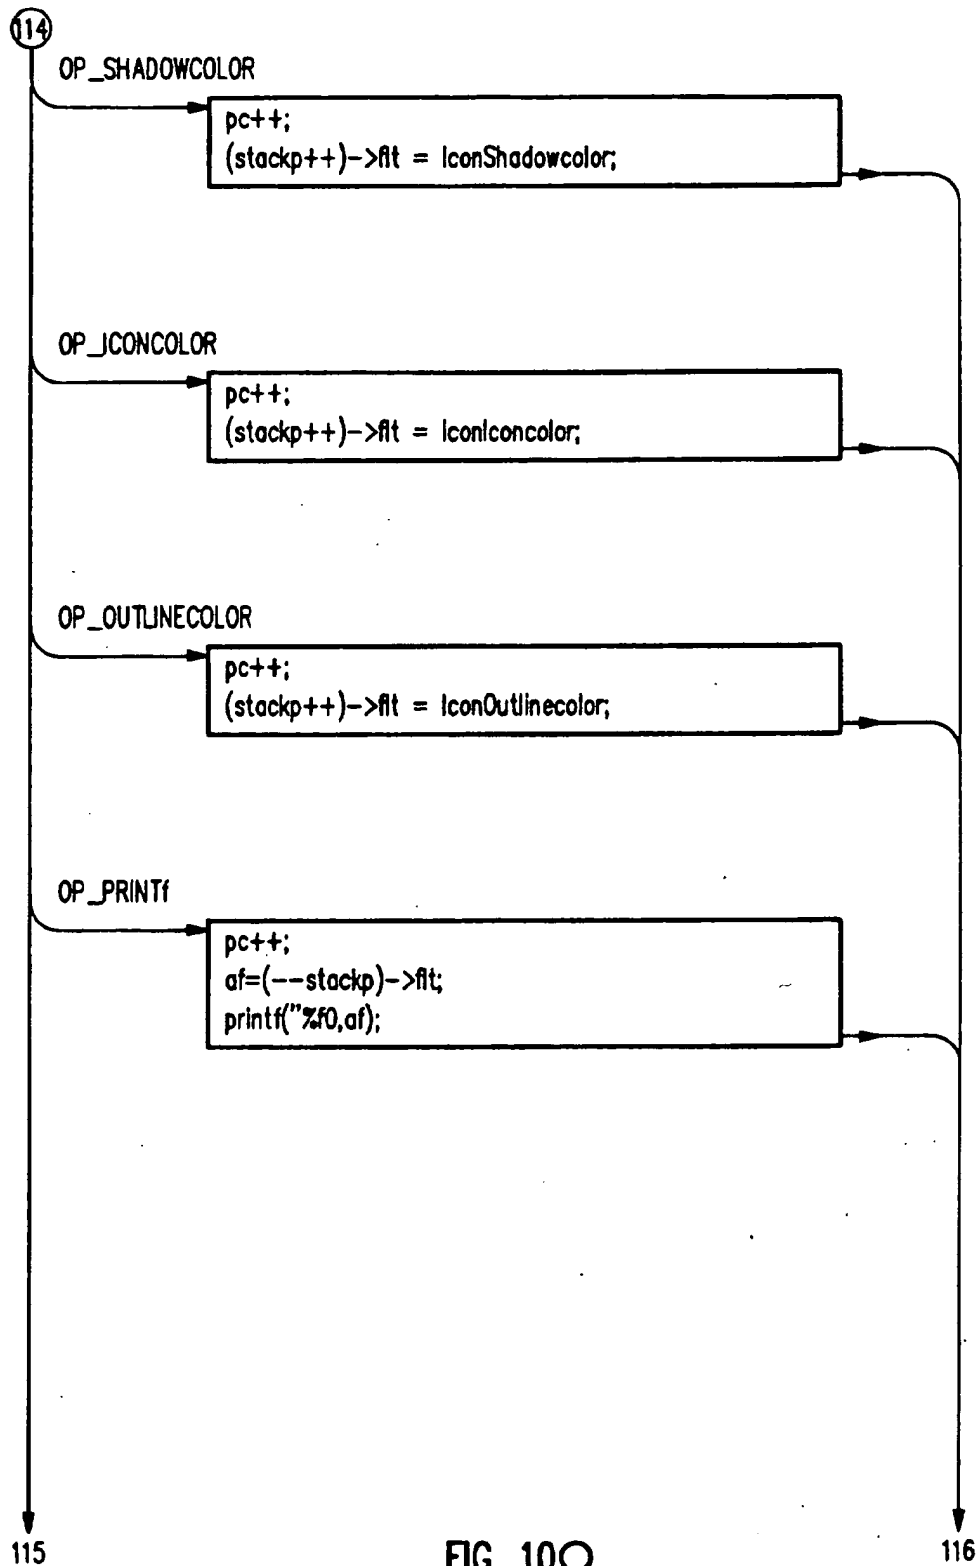 114
OP_SHADOWCOLOR
pc++;
(stackp++)->flt = IconShadowcolor;
OP_ICONCOLOR
pc++;
(stackp++)->flt = IconIconcolor;
OP_OUTLINECOLOR
pc++;
(stackp++)->flt = IconOutlinecolor;
OP_PRINTf
pc++;
af=(--stackp)->flt;
printf("%f0,af);
115
FIG. 10O
116